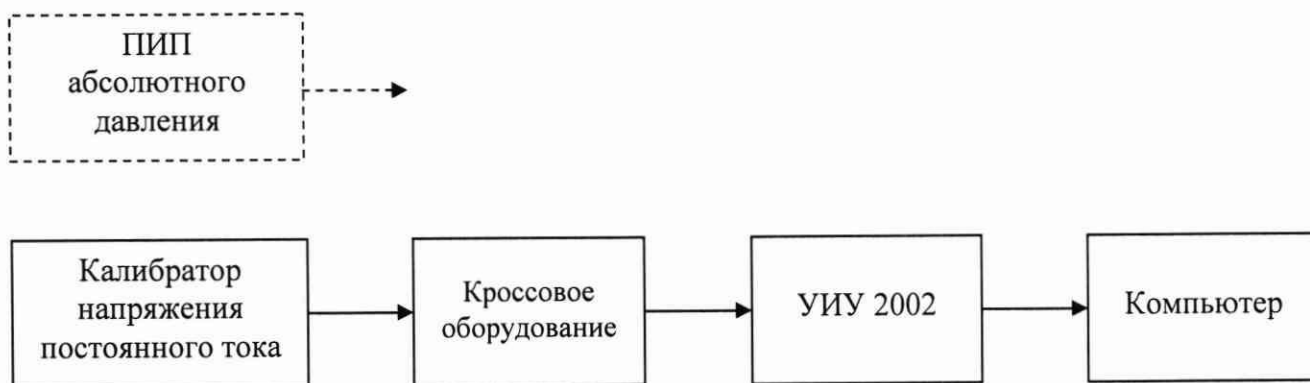 ПИП
абсолютного
давления
Калибратор
напряжения
постоянного тока
Кроссовое
оборудование
УИУ 2002
Компьютер